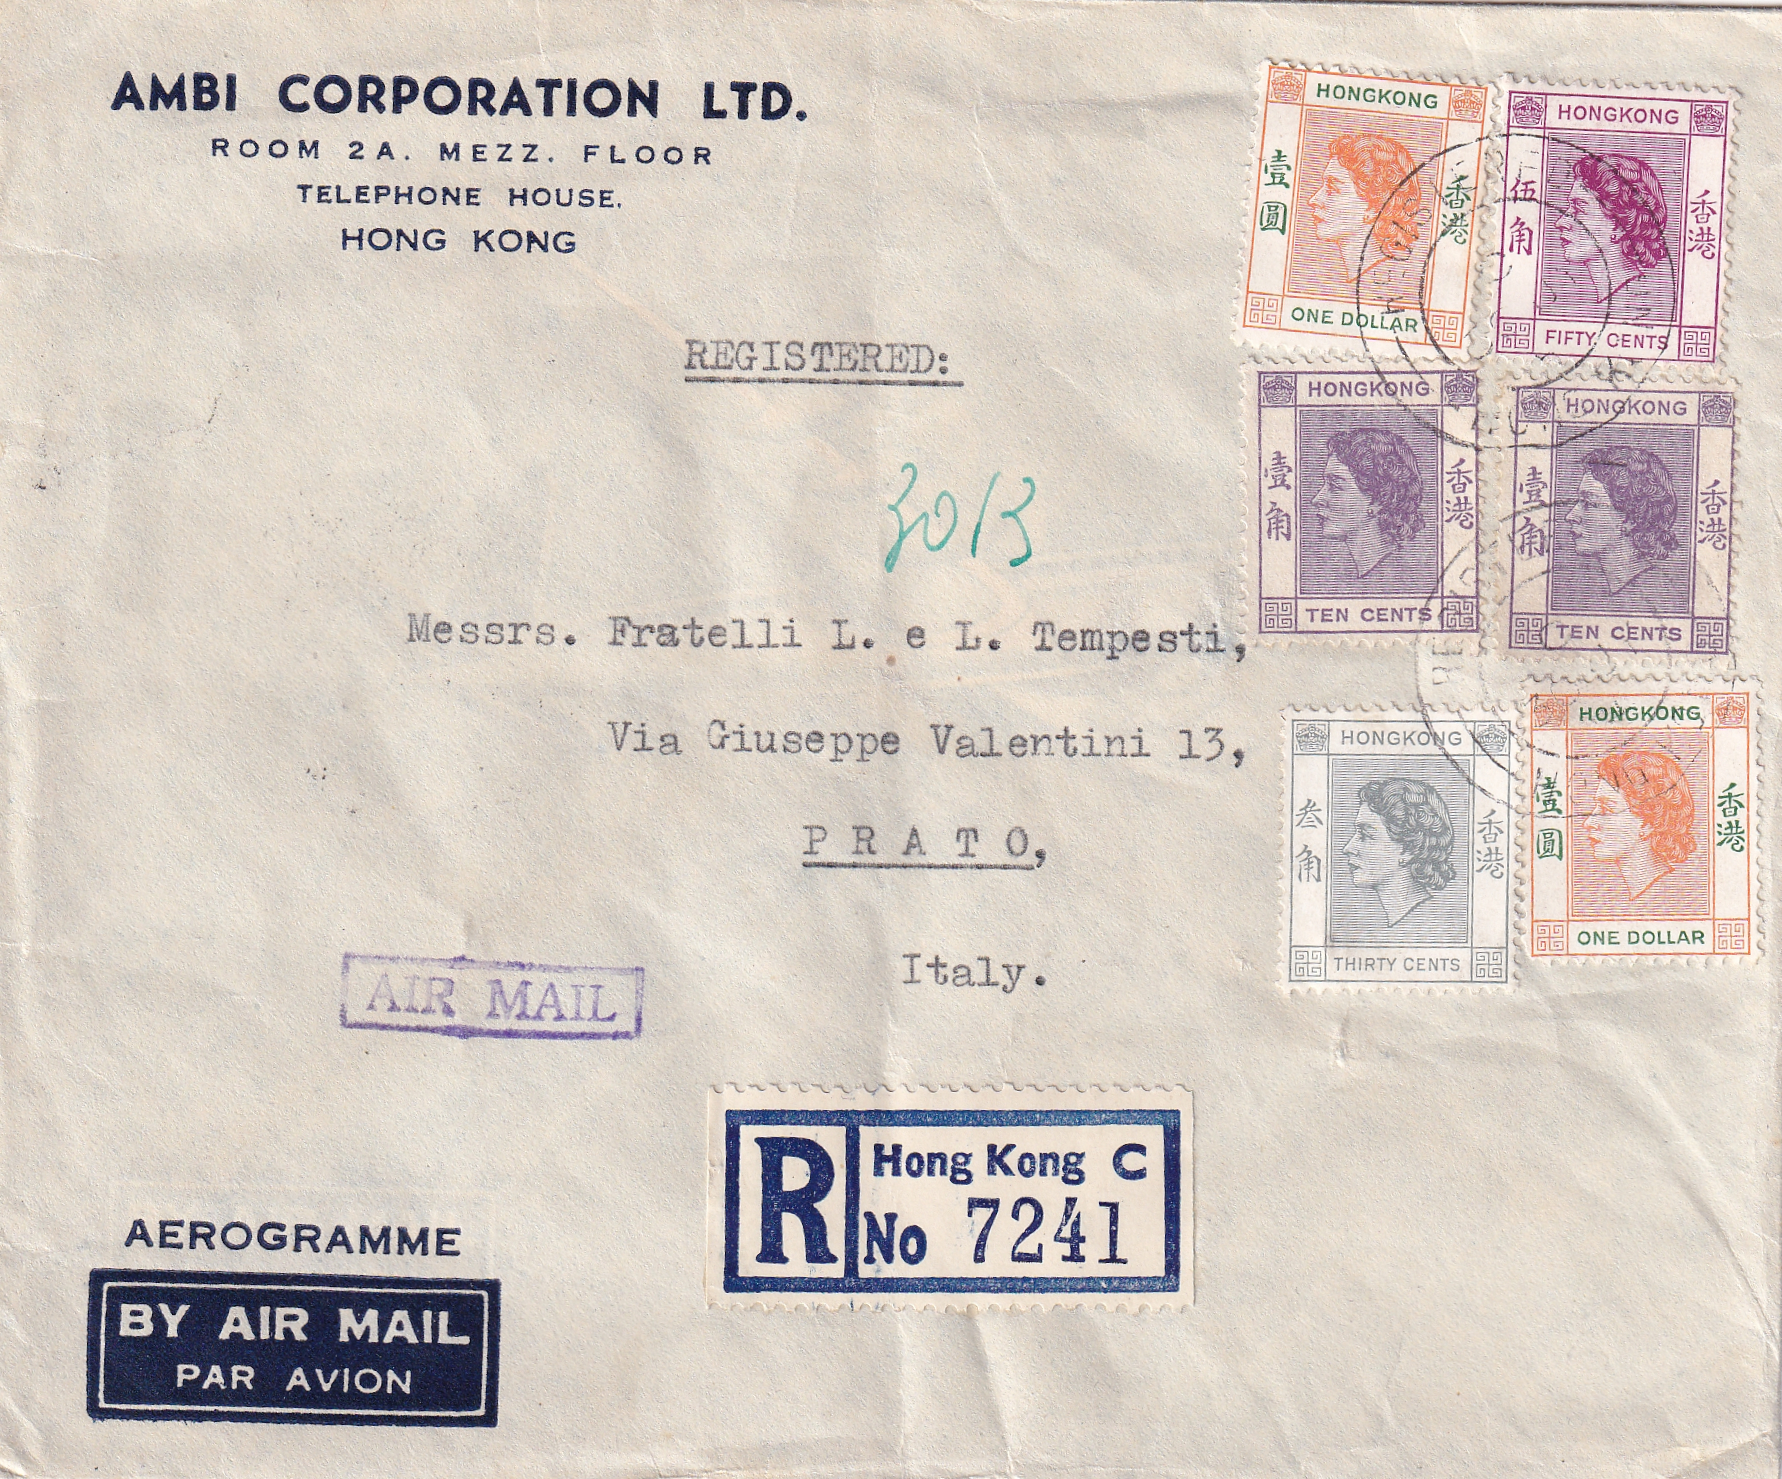 AMBI CORPORATION LTD.
ROOM 2A. MEZZ. FLOOR
TELEPHONE HOUSE.
HONG KONG
HONGKONG
壹圓
香港
ONE DOLLAR
HONGKONG
伍角
香港
FIFTY CENTS
HONGKONG
壹角
香港
TEN CENTS
HONGKONG
壹角
香港
TEN CENTS
HONGKONG
叁角
香港
THIRTY CENTS
HONGKONG
壹圓
香港
ONE DOLLAR
REGISTERED:
3013
Messrs. Fratelli L. e L. Tempesti,
Via Giuseppe Valentini 13,
P R A T O,
Italy.
AIR MAIL
R
Hong Kong C
No 7241
AEROGRAMME
BY AIR MAIL
PAR AVION